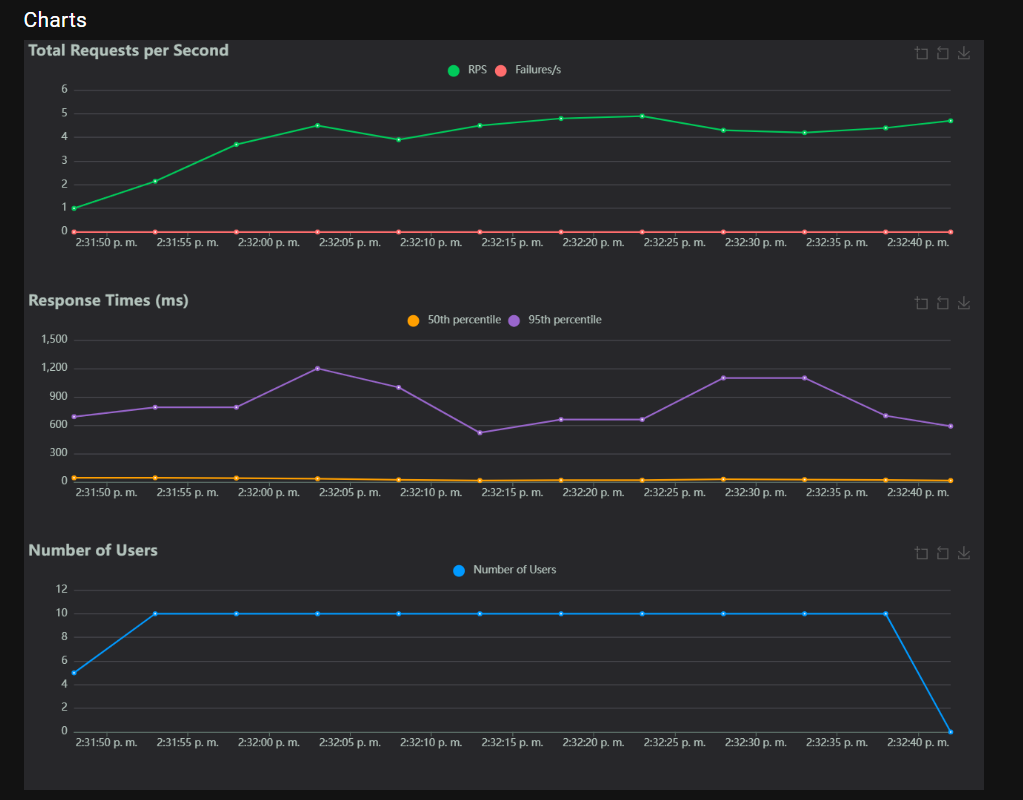 Charts
Total Requests per Second
RPS Failures/s
6
5
4
3
2
1
0
2:31:50 p. m. 2:31:55 p. m. 2:32:00 p. m. 2:32:05 p. m. 2:32:10 p. m. 2:32:15 p. m. 2:32:20 p. m. 2:32:25 p. m. 2:32:30 p. m. 2:32:35 p. m. 2:32:40 p. m.
Response Times (ms)
50th percentile 95th percentile
1,500
1,200
900
600
300
0
2:31:50 p. m. 2:31:55 p. m. 2:32:00 p. m. 2:32:05 p. m. 2:32:10 p. m. 2:32:15 p. m. 2:32:20 p. m. 2:32:25 p. m. 2:32:30 p. m. 2:32:35 p. m. 2:32:40 p. m.
Number of Users
Number of Users
12
10
8
6
4
2
0
2:31:50 p. m. 2:31:55 p. m. 2:32:00 p. m. 2:32:05 p. m. 2:32:10 p. m. 2:32:15 p. m. 2:32:20 p. m. 2:32:25 p. m. 2:32:30 p. m. 2:32:35 p. m. 2:32:40 p. m.